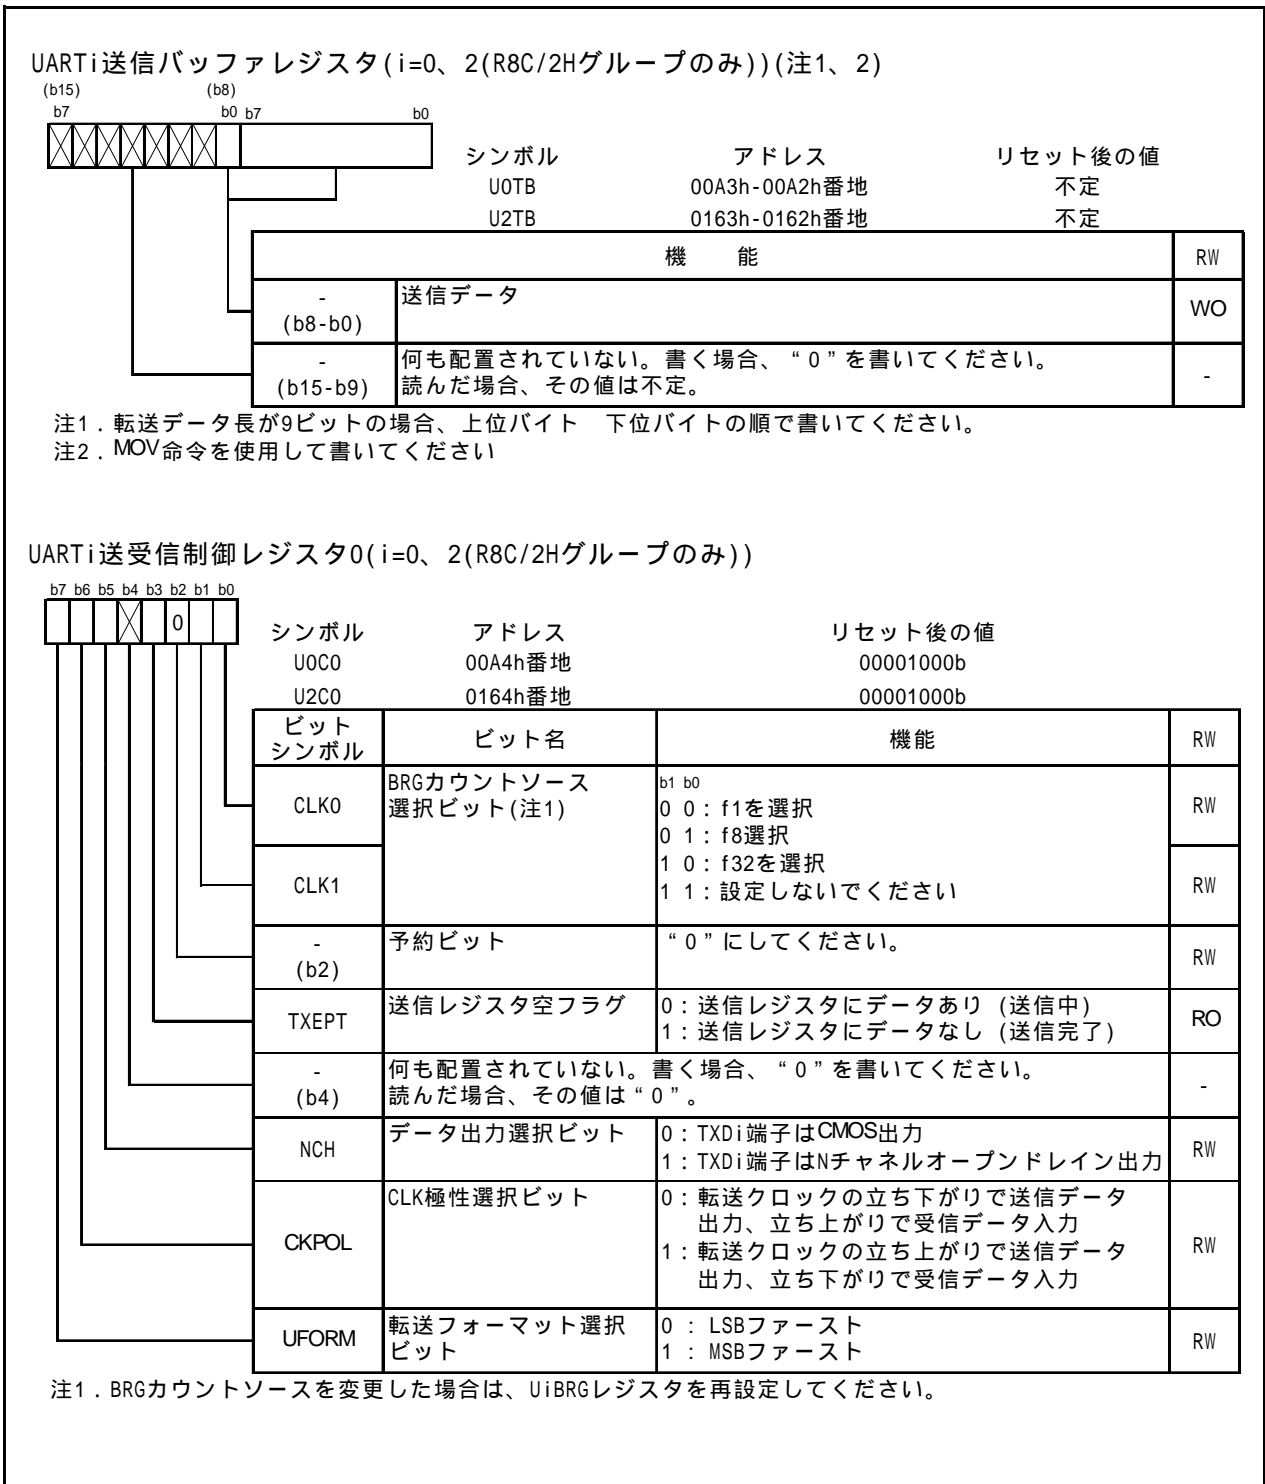 UARTi送信バッファレジスタ(i=0、2(R8C/2Hグループのみ))(注1、2)
(b15) (b8)
b7 b0 b7 b0
シンボル アドレス リセット後の値
U0TB 00A3h-00A2h番地 不定
U2TB 0163h-0162h番地 不定
機 能 RW
-
(b8-b0) 送信データ WO
-
(b15-b9) 何も配置されていない。書く場合、“0”を書いてください。
読んだ場合、その値は不定。 -
注1．転送データ長が9ビットの場合、上位バイト 下位バイトの順で書いてください。
注2．MOV命令を使用して書いてください
UARTi送受信制御レジスタ0(i=0、2(R8C/2Hグループのみ))
b7 b6 b5 b4 b3 b2 b1 b0
0
シンボル アドレス リセット後の値
U0C0 00A4h番地 00001000b
U2C0 0164h番地 00001000b
ビット
シンボル ビット名 機能 RW
CLK0 BRGカウントソース
選択ビット(注1) b1 b0
0 0：f1を選択 RW
0 1：f8選択
1 0：f32を選択
CLK1 1 1：設定しないでください RW
-
(b2) 予約ビット “0”にしてください。 RW
TXEPT 送信レジスタ空フラグ 0：送信レジスタにデータあり (送信中)
1：送信レジスタにデータなし (送信完了) RO
-
(b4) 何も配置されていない。書く場合、“0”を書いてください。
読んだ場合、その値は“0”。 -
NCH データ出力選択ビット 0：TXDi端子はCMOS出力
1：TXDi端子はNチャネルオープンドレイン出力 RW
CKPOL CLK極性選択ビット 0：転送クロックの立ち下がりで送信データ
出力、立ち上がりで受信データ入力
1：転送クロックの立ち上がりで送信データ
出力、立ち下がりで受信データ入力 RW
UFORM 転送フォーマット選択
ビット 0 : LSBファースト
1 : MSBファースト RW
注1．BRGカウントソースを変更した場合は、UiBRGレジスタを再設定してください。